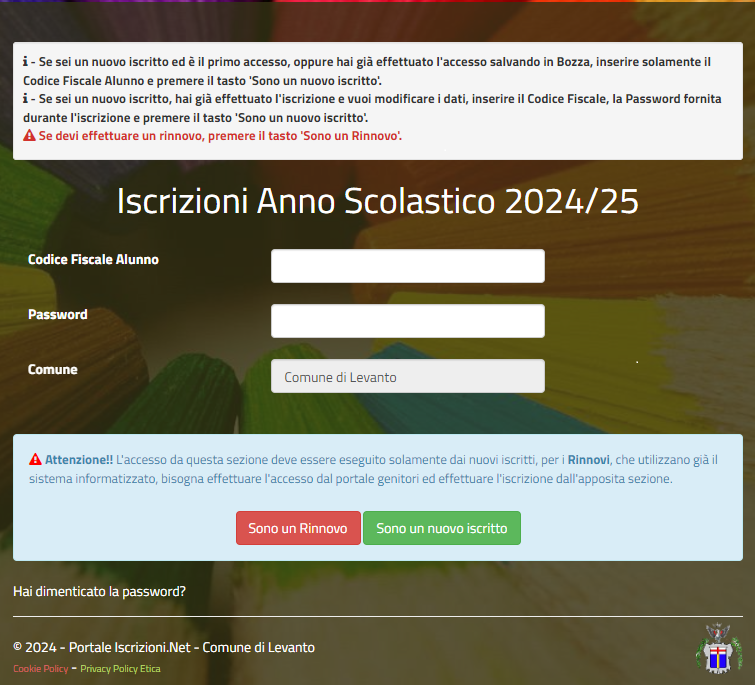 i - Se sei un nuovo iscritto ed è il primo accesso, oppure hai già effettuato l'accesso salvando in Bozza, inserire solamente il
Codice Fiscale Alunno e premere il tasto 'Sono un nuovo iscritto'.
i - Se sei un nuovo iscritto, hai già effettuato l'iscrizione e vuoi modificare i dati, inserire il Codice Fiscale, la Password fornita
durante l'iscrizione e premere il tasto 'Sono un nuovo iscritto'.
Se devi effettuare un rinnovo, premere il tasto 'Sono un Rinnovo'.
Iscrizioni Anno Scolastico 2024/25
Codice Fiscale Alunno
Password
Comune
Comune di Levanto
Attenzione!! L'accesso da questa sezione deve essere eseguito solamente dai nuovi iscritti, per i Rinnovi, che utilizzano già il
sistema informatizzato, bisogna effettuare l'accesso dal portale genitori ed effettuare l'iscrizione dall'apposita sezione.
Sono un Rinnovo Sono un nuovo iscritto
Hai dimenticato la password?
© 2024 - Portale Iscrizioni.Net - Comune di Levanto
Cookie Policy - Privacy Policy Etica